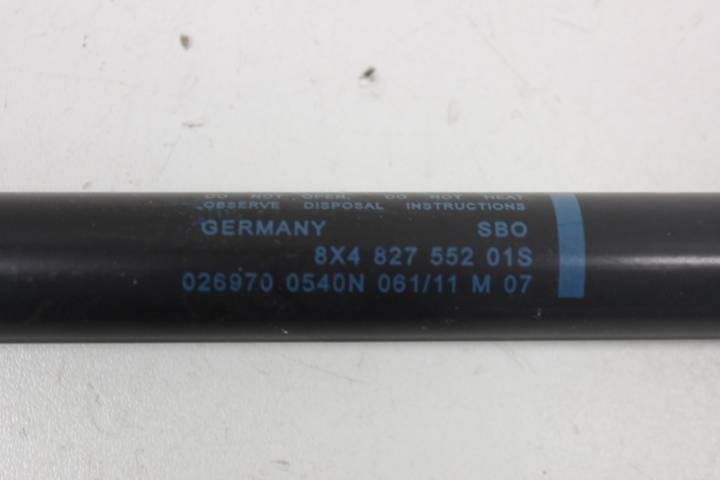 DO NOT OPEN. DO NOT HEAT
OBSERVE DISPOSAL INSTRUCTIONS
GERMANY SBO
8X4 827 552 01S
026970 0540N 061/11 M 07